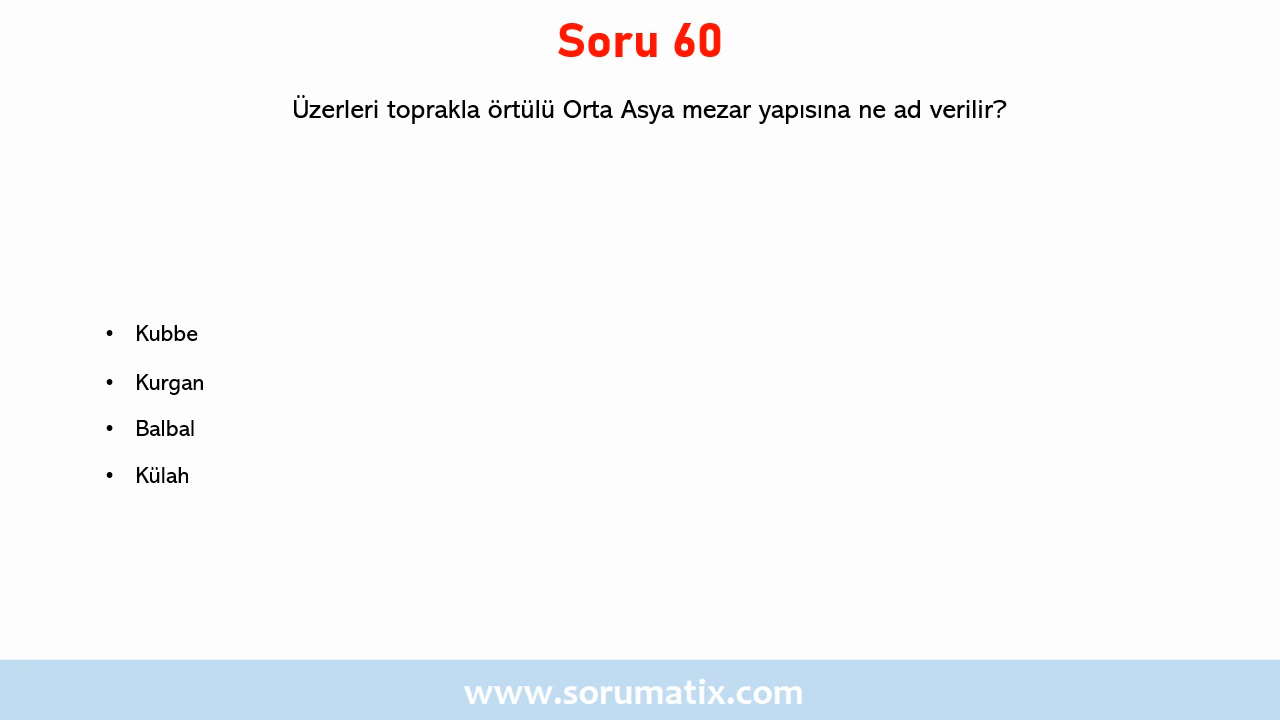 Soru 60
Üzerleri toprakla örtülü Orta Asya mezar yapısına ne ad verilir?
• Kubbe
• Kurgan
• Balbal
• Külah
www.sorumatix.com